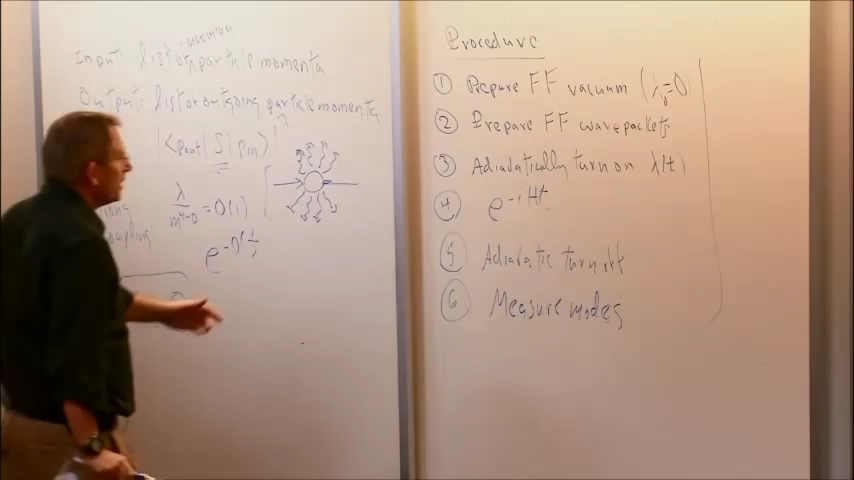 Input: list of incoming particle momenta
Output: list of outgoing particle momenta
|<Pout|S|Pin>|²
λ/m^(4-D) = O(1)
Procedure
① Prepare FF vacuum (λ₀=0)
② Prepare FF wavepackets
③ Adiabatically turn on λ(t)
④ e^(-iHt)
⑤ Adiabatic turn off
⑥ Measure modes